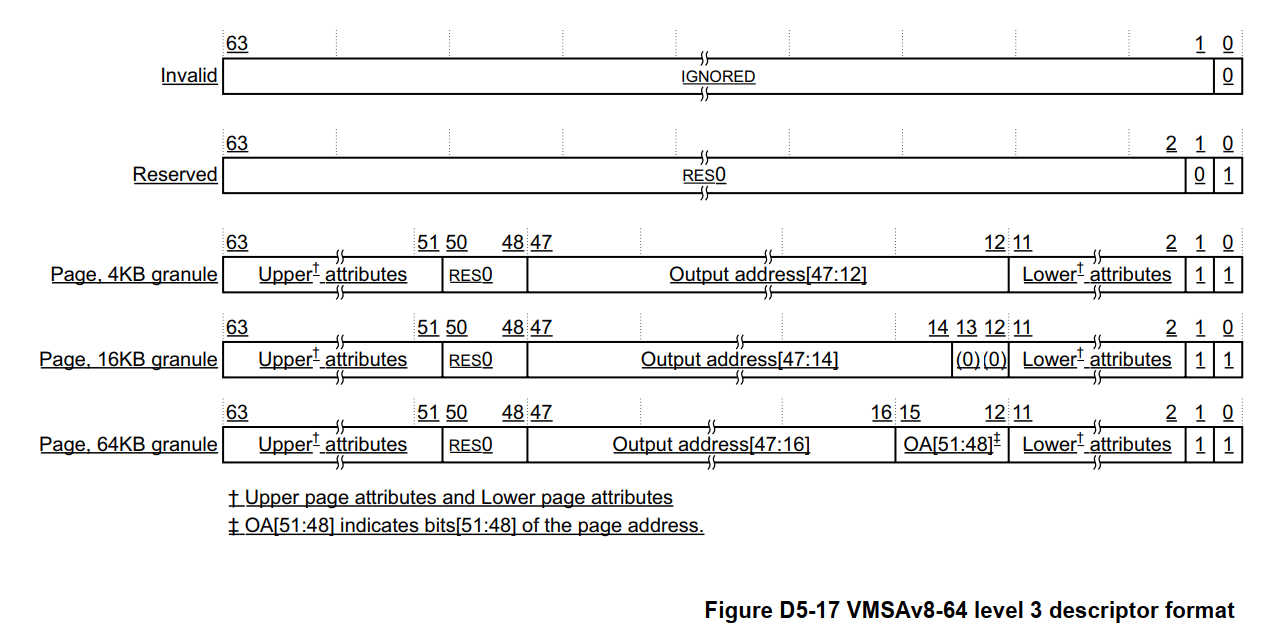 63 1 0
Invalid IGNORED 0
63 2 1 0
Reserved RES0 0 1
63 51 50 48 47 12 11 2 1 0
Page, 4KB granule Upper† attributes RES0 Output address[47:12] Lower† attributes 1 1
63 51 50 48 47 14 13 12 11 2 1 0
Page, 16KB granule Upper† attributes RES0 Output address[47:14] (0) (0) Lower† attributes 1 1
63 51 50 48 47 16 15 12 11 2 1 0
Page, 64KB granule Upper† attributes RES0 Output address[47:16] OA[51:48]‡ Lower† attributes 1 1
† Upper page attributes and Lower page attributes
‡ OA[51:48] indicates bits[51:48] of the page address.
Figure D5-17 VMSAv8-64 level 3 descriptor format